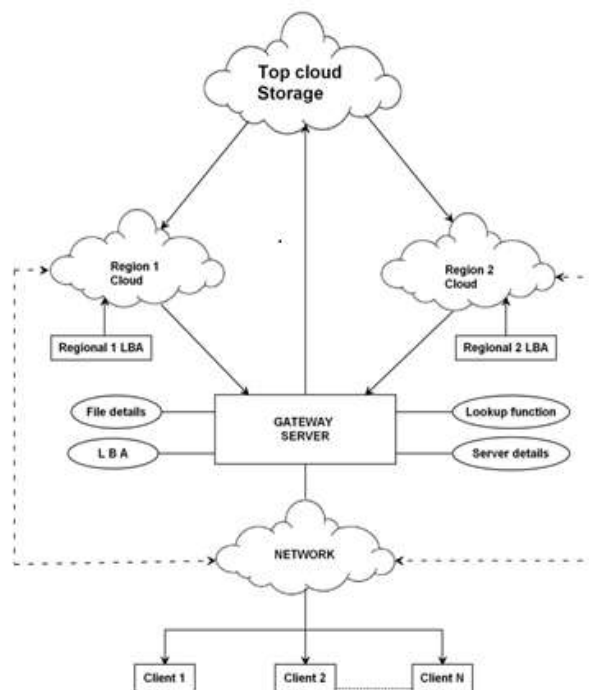 Top cloud
Storage
Region 1
Cloud
Region 2
Cloud
Regional 1 LBA
Regional 2 LBA
File details
GATEWAY
SERVER
Lookup function
L B A
Server details
NETWORK
Client 1
Client 2
Client N